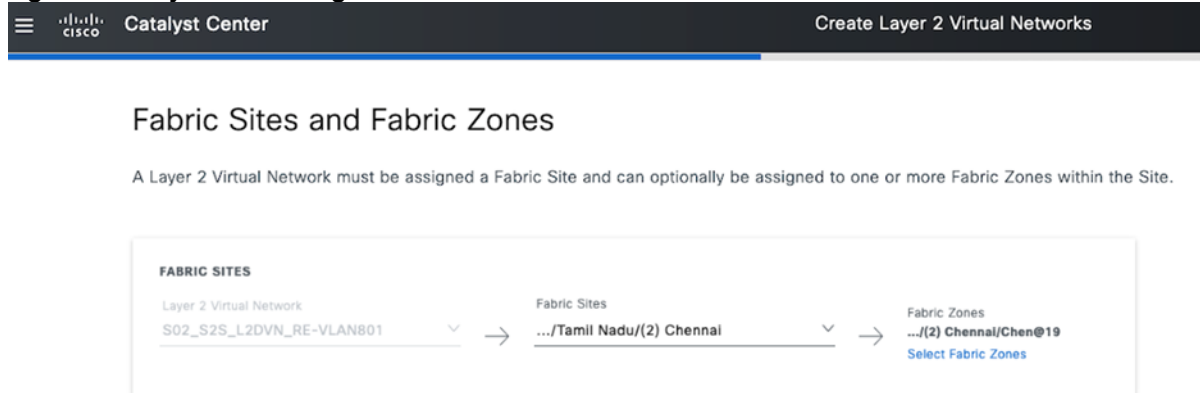 cisco Catalyst Center
Create Layer 2 Virtual Networks
Fabric Sites and Fabric Zones
A Layer 2 Virtual Network must be assigned a Fabric Site and can optionally be assigned to one or more Fabric Zones within the Site.
FABRIC SITES
Layer 2 Virtual Network
S02_S2S_L2DVN_RE-VLAN801
Fabric Sites
.../Tamil Nadu/(2) Chennai
Fabric Zones
.../(2) Chennai/Chen@19
Select Fabric Zones